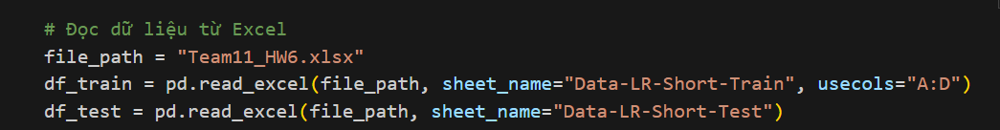 # Đọc dữ liệu từ Excel
file_path = "Team11_HW6.xlsx"
df_train = pd.read_excel(file_path, sheet_name="Data-LR-Short-Train", usecols="A:D")
df_test = pd.read_excel(file_path, sheet_name="Data-LR-Short-Test")